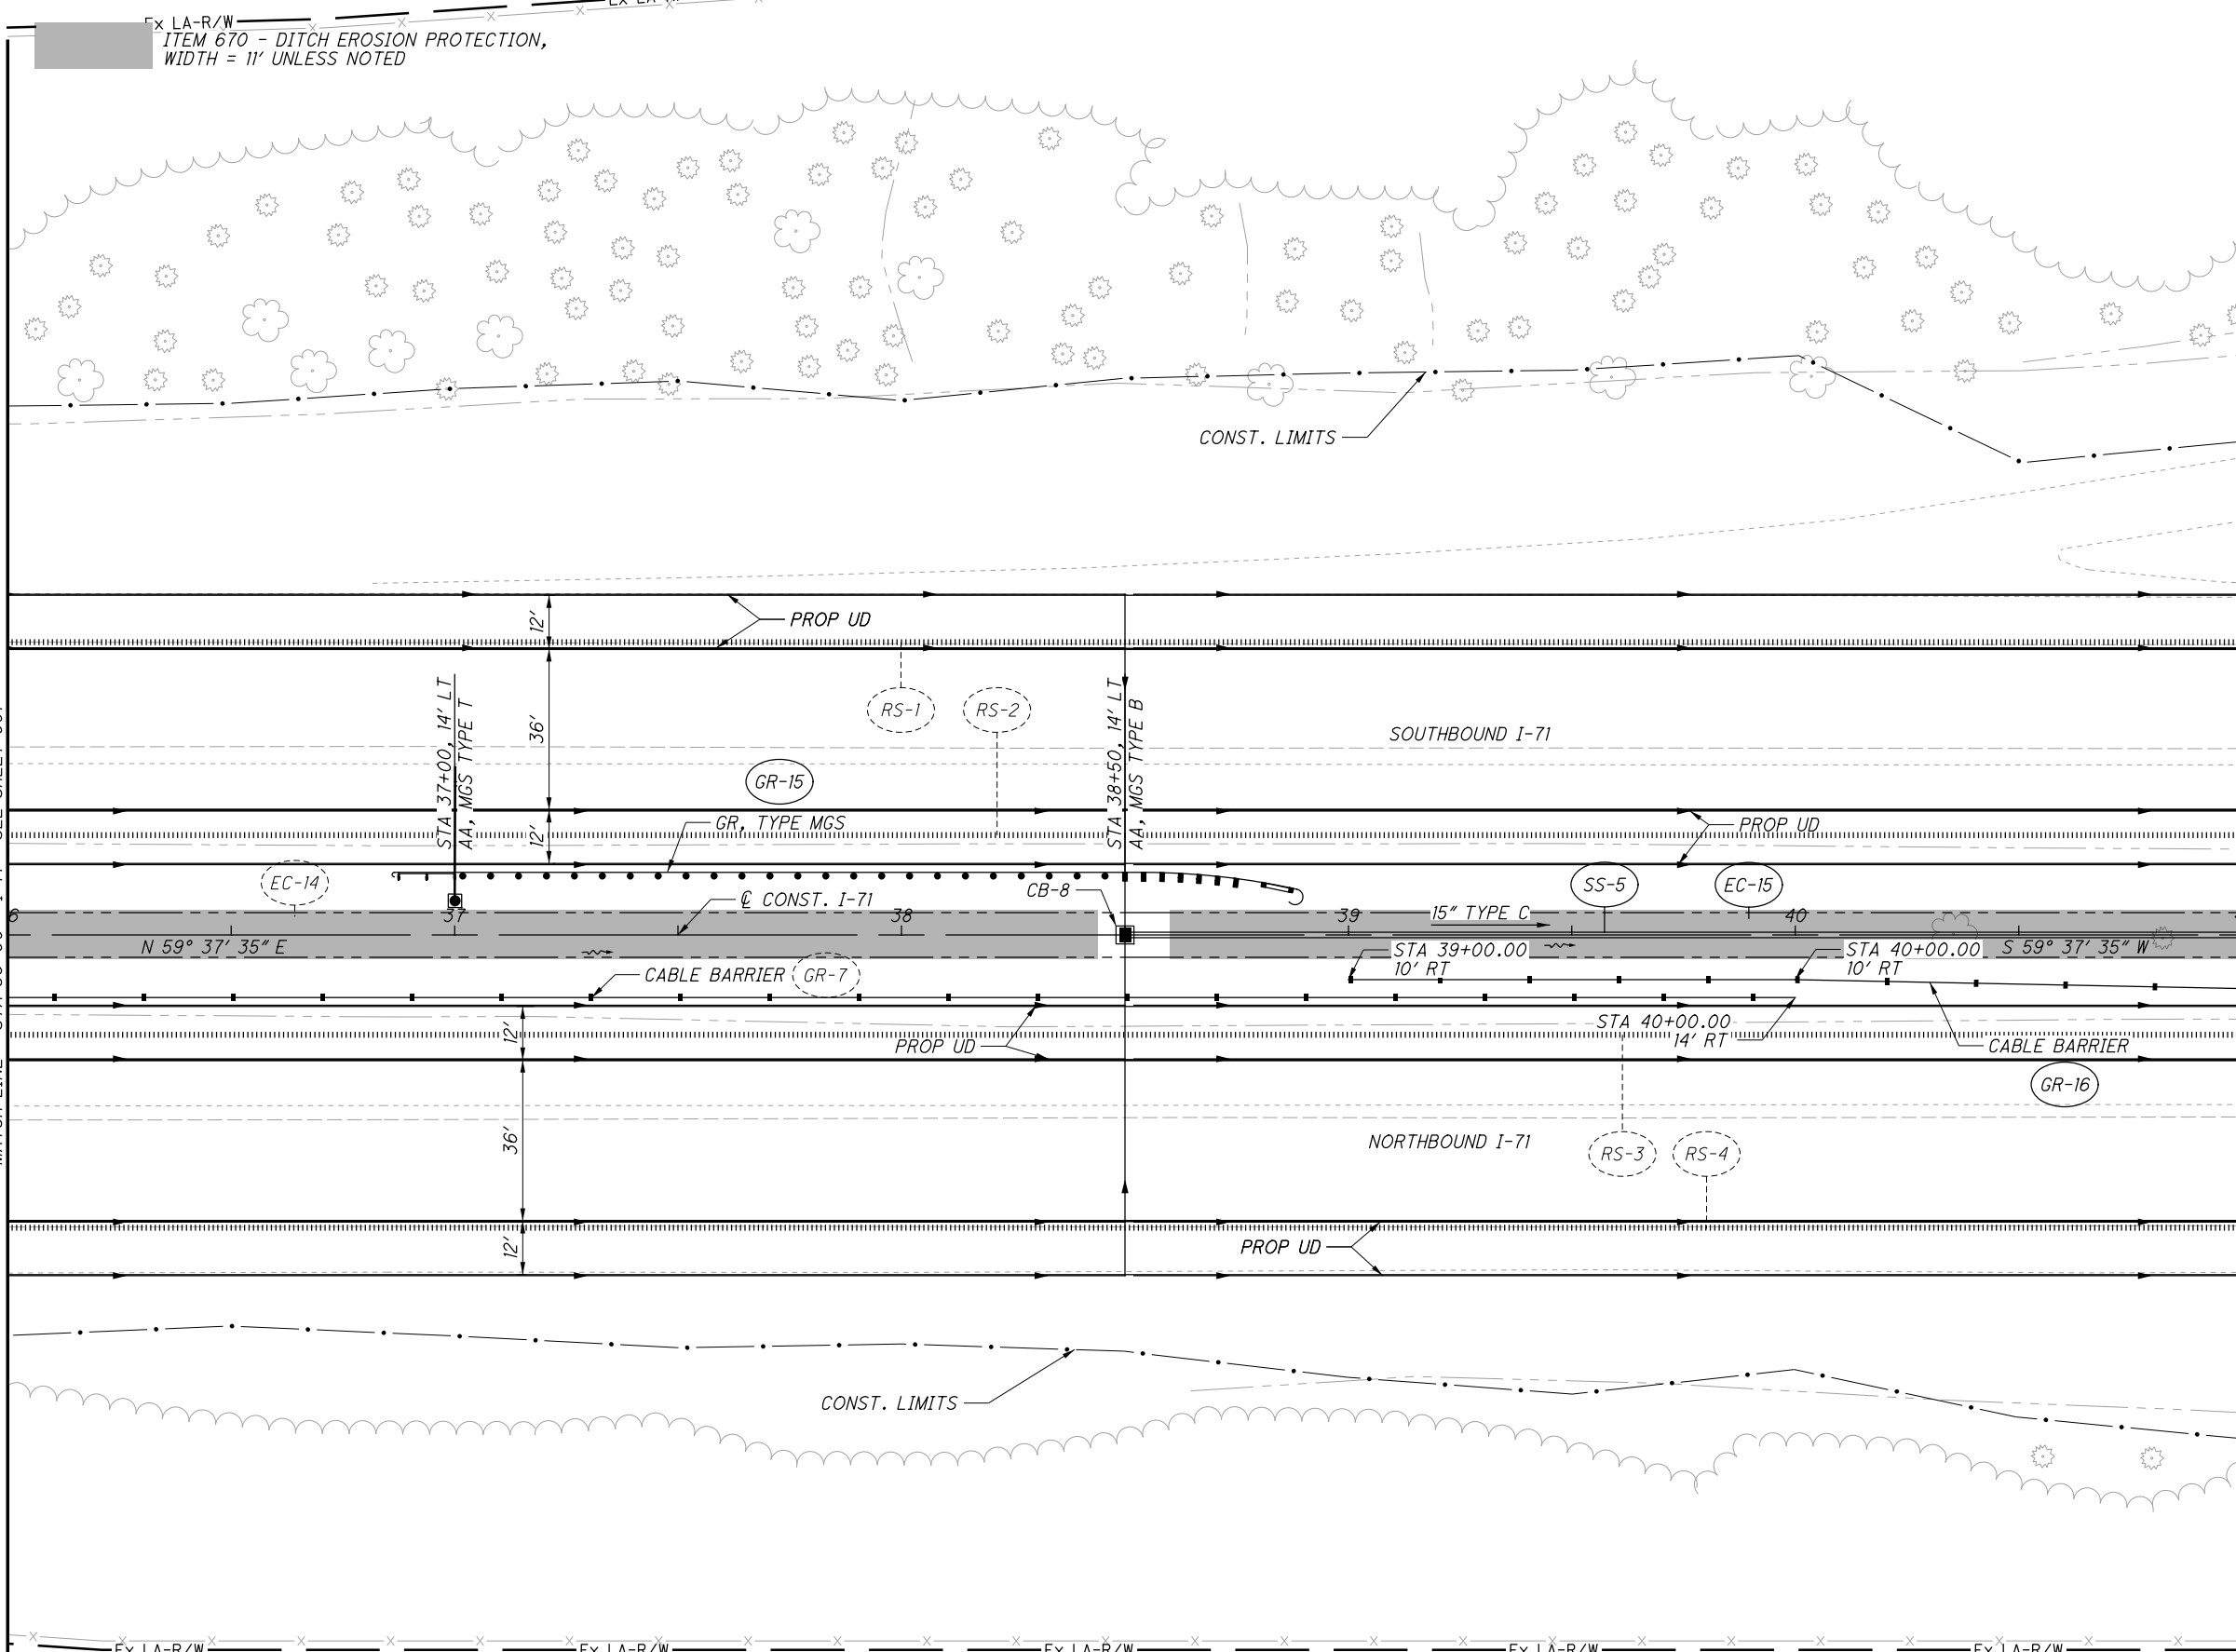 Ex LA-R/W
ITEM 670 - DITCH EROSION PROTECTION,
WIDTH = 11' UNLESS NOTED
CONST. LIMITS
12'
PROP UD
36'
STA 37+00, 14' LT
AA, MGS TYPE T
RS-1
RS-2
STA 38+50, 14' LT
AA, MGS TYPE B
SOUTHBOUND I-71
GR-15
12'
GR, TYPE MGS
PROP UD
EC-14
CB-8
SS-5
EC-15
℄ CONST. I-71
37
38
39
40
15" TYPE C
N 59° 37' 35" E
STA 39+00.00
10' RT
STA 40+00.00
10' RT
S 59° 37' 35" W
CABLE BARRIER
GR-7
STA 40+00.00
14' RT
12'
PROP UD
CABLE BARRIER
GR-16
36'
NORTHBOUND I-71
RS-3
RS-4
12'
PROP UD
CONST. LIMITS
Ex LA-R/W
Ex LA-R/W
Ex LA-R/W
Ex LA-R/W
Ex LA-R/W